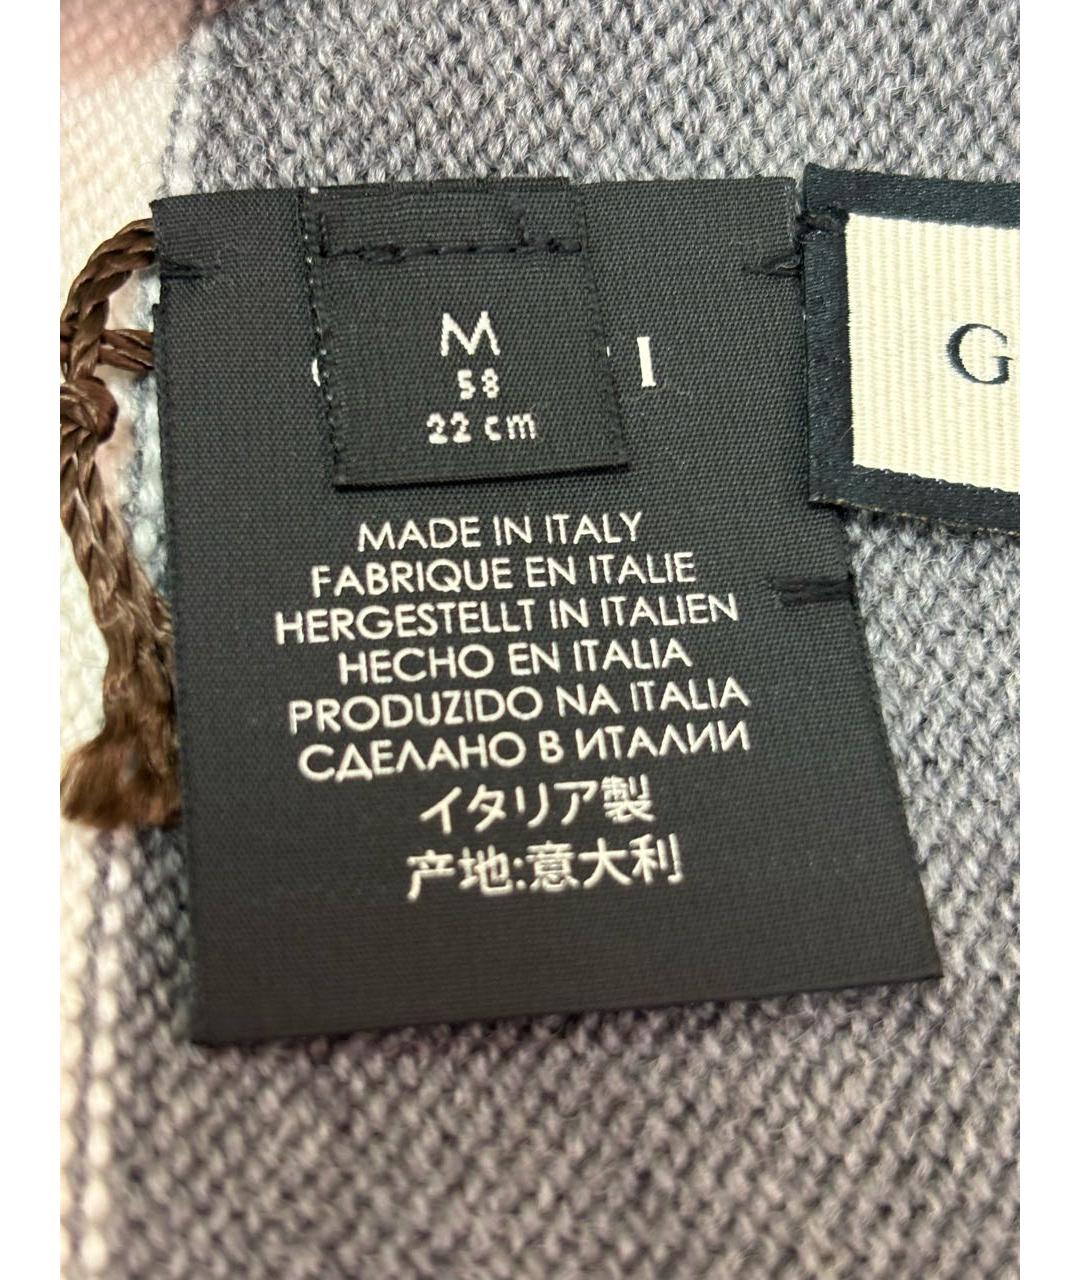 M
58
22 cm
I
G
MADE IN ITALY
FABRIQUE EN ITALIE
HERGESTELLT IN ITALIEN
HECHO EN ITALIA
PRODUZIDO NA ITALIA
СДЕЛАНО В ИТАЛИИ
イタリア製
产地:意大利